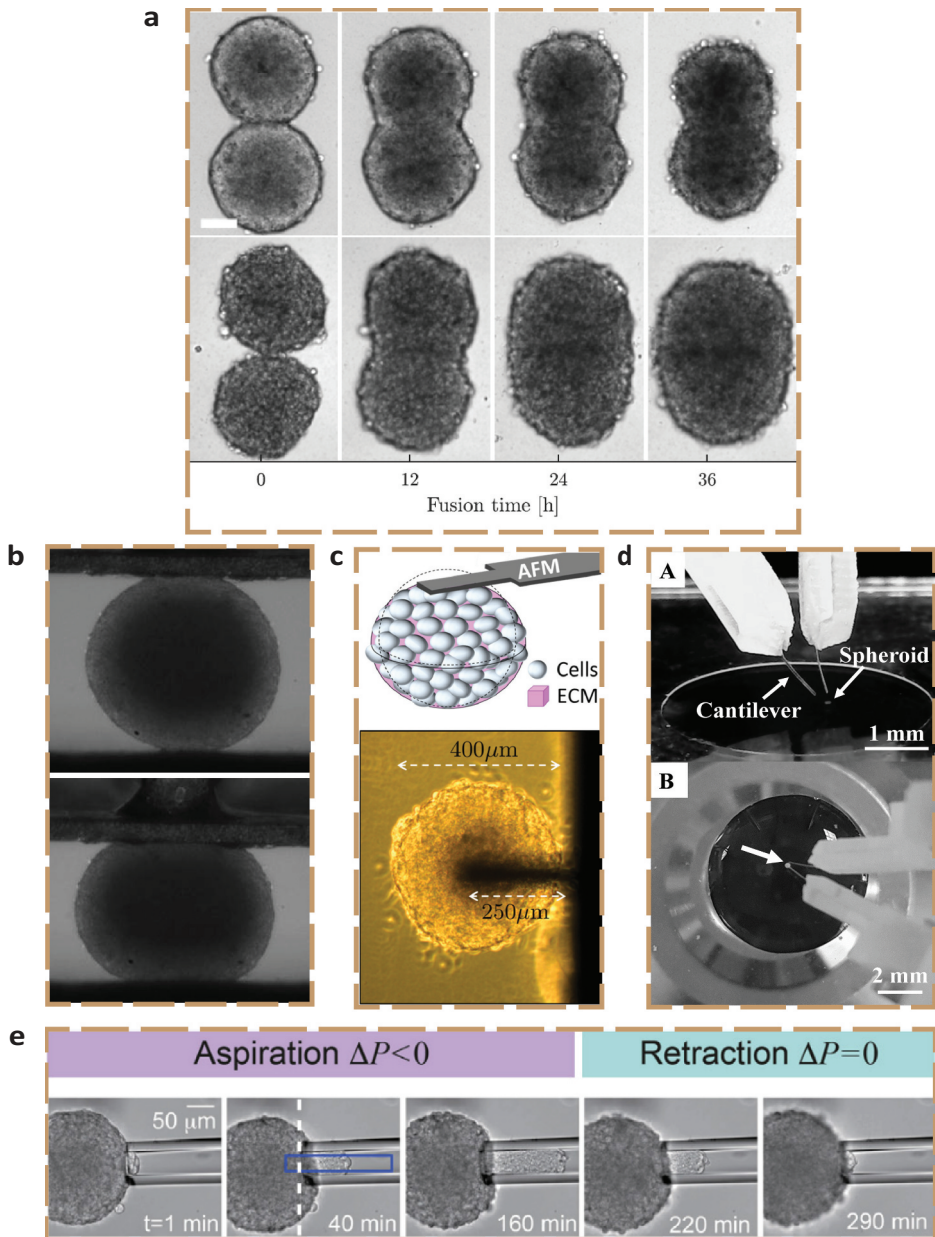 a
0
12
24
36
Fusion time [h]
b
c
AFM
Cells
ECM
400μm
250μm
d
A
Spheroid
Cantilever
1 mm
B
2 mm
e
Aspiration ΔP<0
Retraction ΔP=0
50 μm
t=1 min
40 min
160 min
220 min
290 min